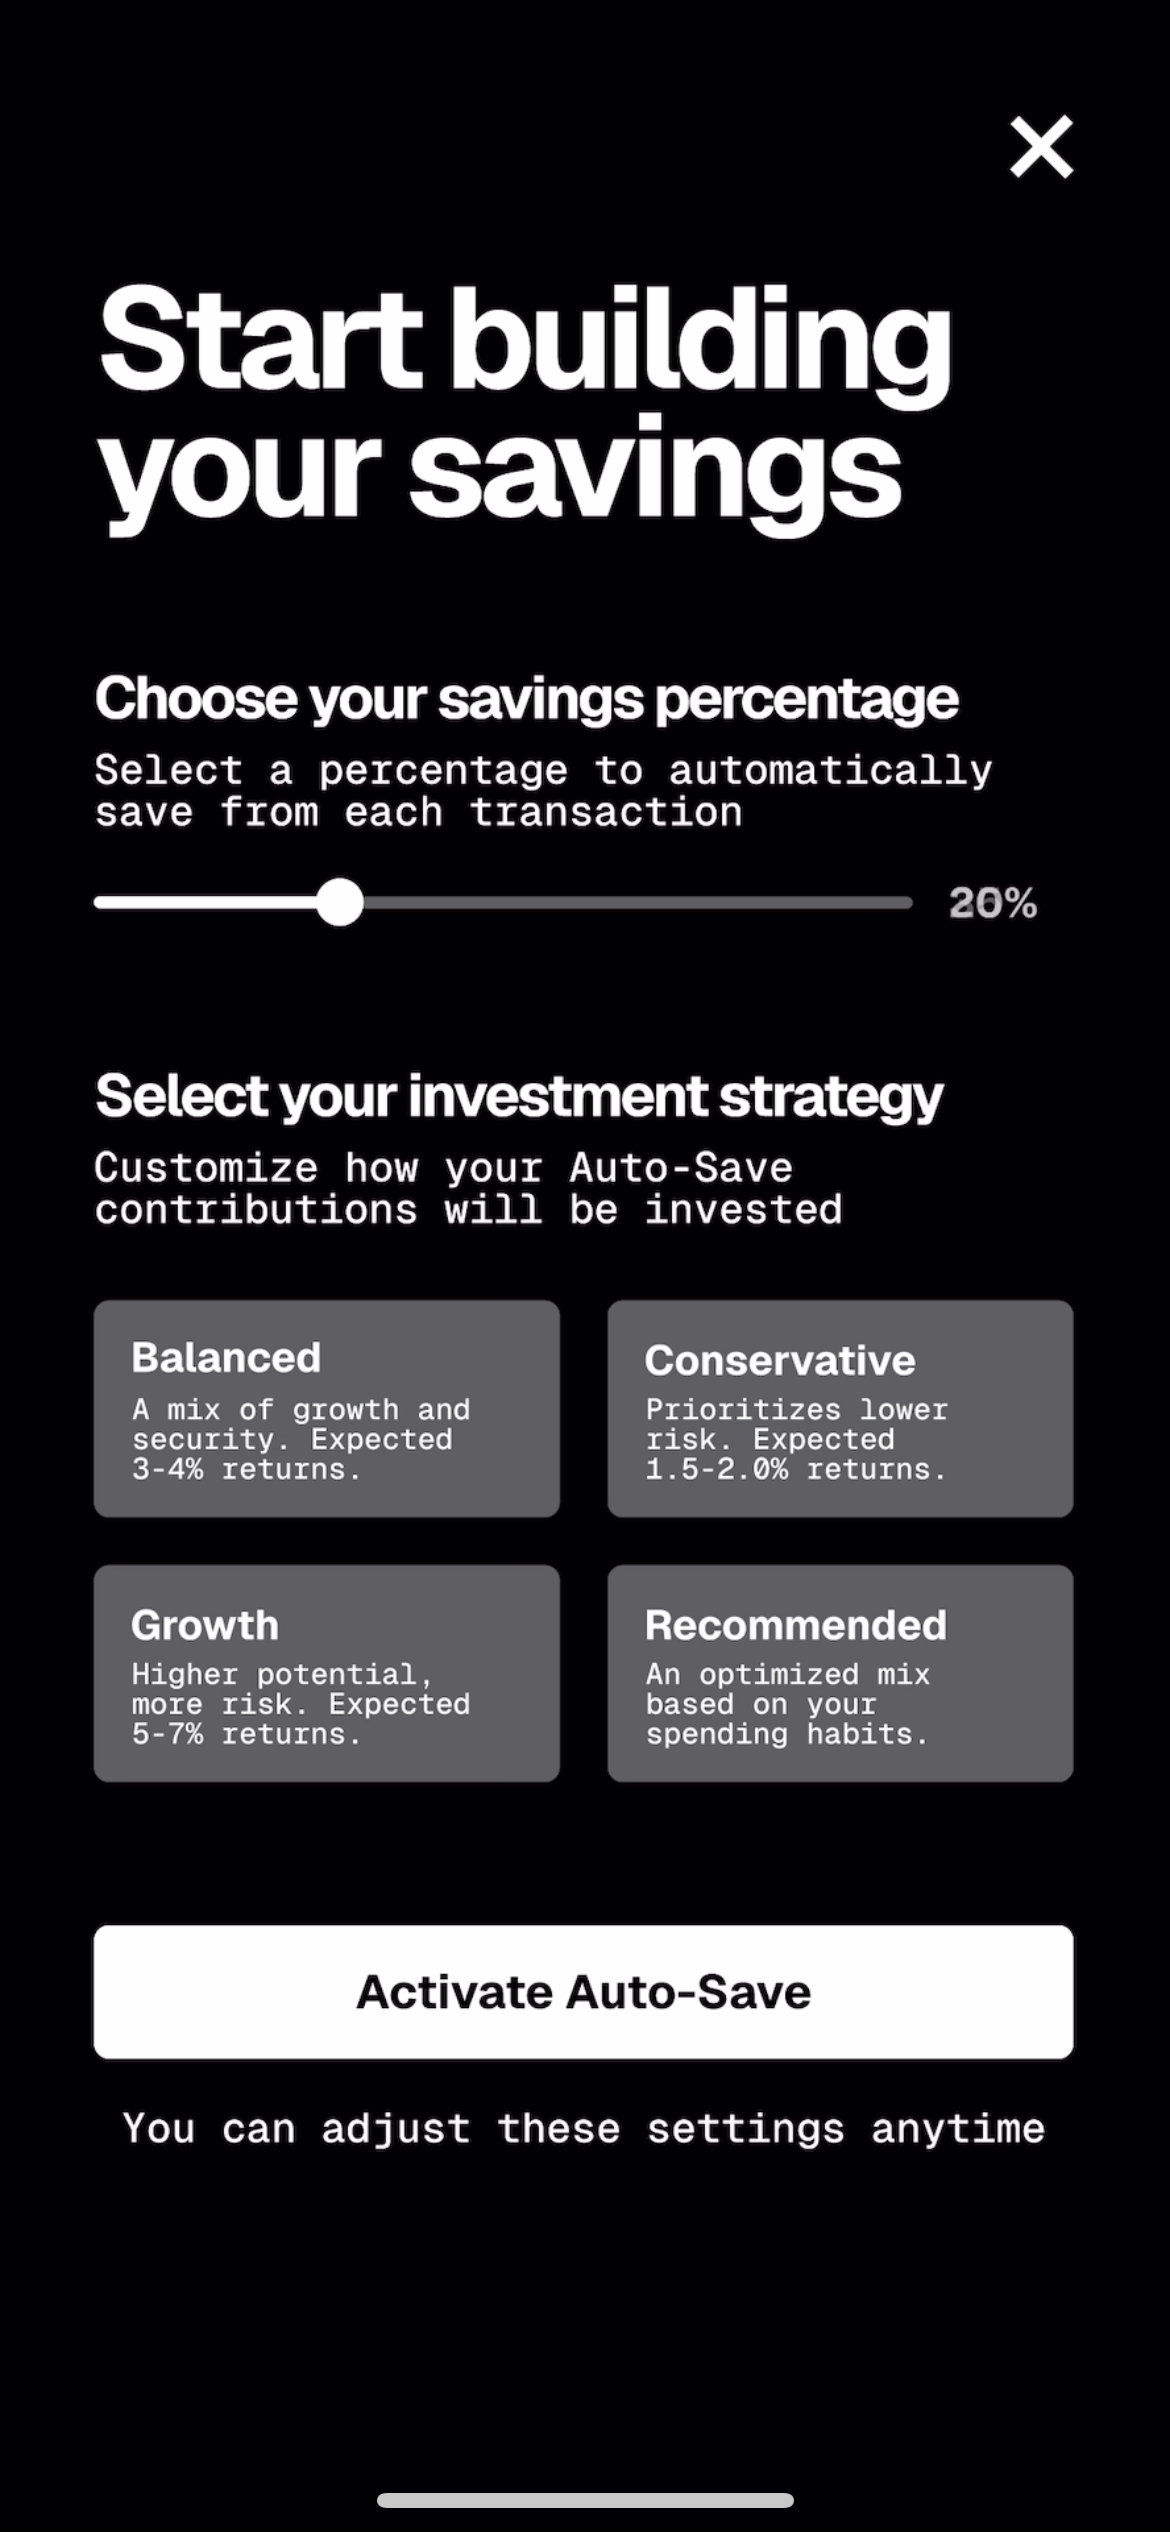 Start building
your savings
Choose your savings percentage
Select a percentage to automatically
save from each transaction
20%
Select your investment strategy
Customize how your Auto-Save
contributions will be invested
Balanced
A mix of growth and
security. Expected
3-4% returns.
Conservative
Prioritizes lower
risk. Expected
1.5-2.0% returns.
Growth
Higher potential,
more risk. Expected
5-7% returns.
Recommended
An optimized mix
based on your
spending habits.
Activate Auto-Save
You can adjust these settings anytime